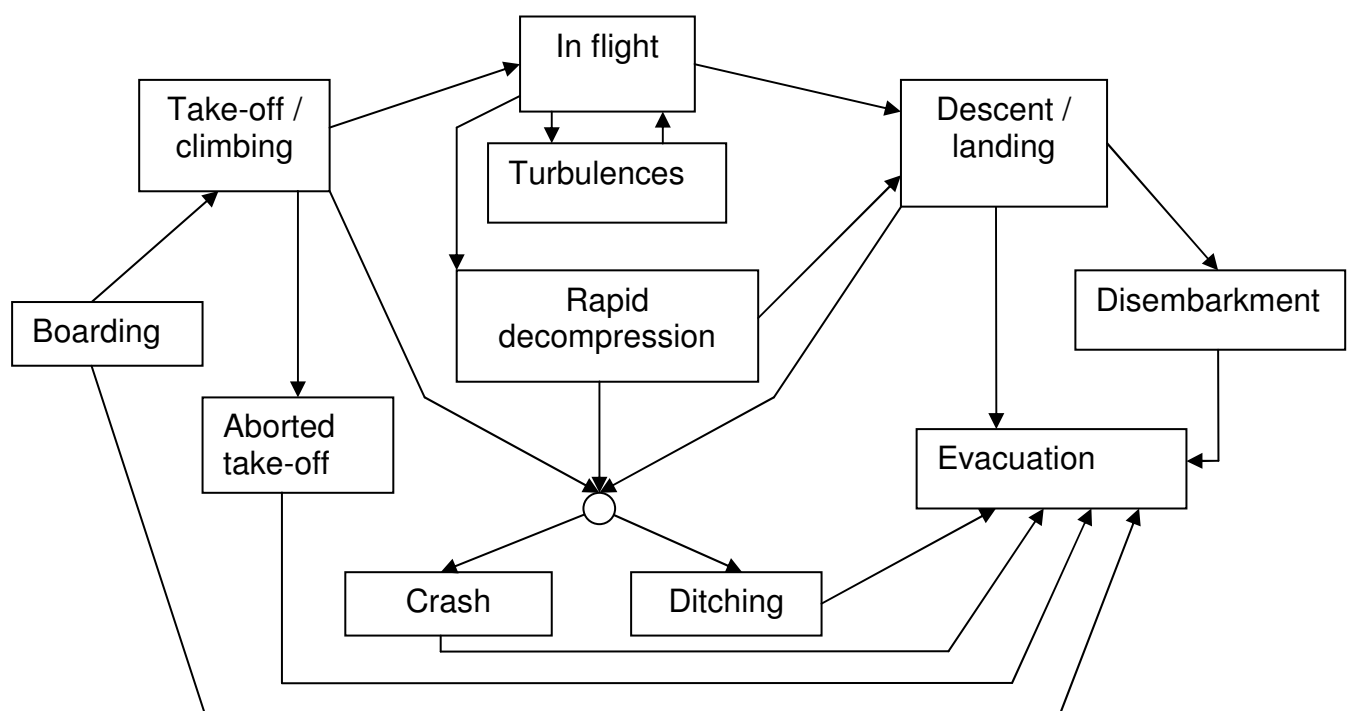 In flight
Take-off /
climbing
Descent /
landing
Turbulences
Rapid
decompression
Disembarkment
Boarding
Aborted
take-off
Evacuation
Crash
Ditching